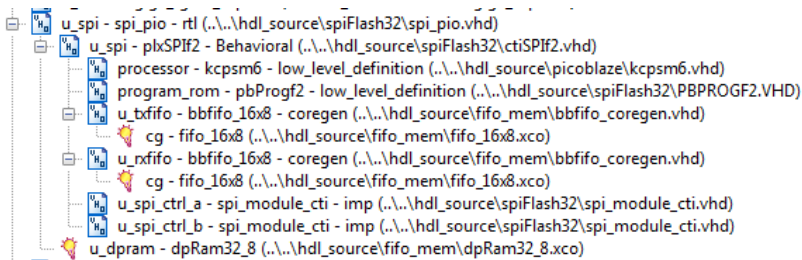 u_spi - spi_pio - rtl (..\..\hdl_source\spiFlash32\spi_pio.vhd)
u_spi - plxSPIf2 - Behavioral (..\..\hdl_source\spiFlash32\ctiSPIf2.vhd)
processor - kcpsm6 - low_level_definition (..\..\hdl_source\picoblaze\kcpsm6.vhd)
program_rom - pbProgf2 - low_level_definition (..\..\hdl_source\spiFlash32\PBPROGF2.VHD)
u_txfifo - bbfifo_16x8 - coregen (..\..\hdl_source\fifo_mem\bbfifo_coregen.vhd)
cg - fifo_16x8 (..\..\hdl_source\fifo_mem\fifo_16x8.xco)
u_rxfifo - bbfifo_16x8 - coregen (..\..\hdl_source\fifo_mem\bbfifo_coregen.vhd)
cg - fifo_16x8 (..\..\hdl_source\fifo_mem\fifo_16x8.xco)
u_spi_ctrl_a - spi_module_cti - imp (..\..\hdl_source\spiFlash32\spi_module_cti.vhd)
u_spi_ctrl_b - spi_module_cti - imp (..\..\hdl_source\spiFlash32\spi_module_cti.vhd)
u_dpram - dpRam32_8 (..\..\hdl_source\fifo_mem\dpRam32_8.xco)